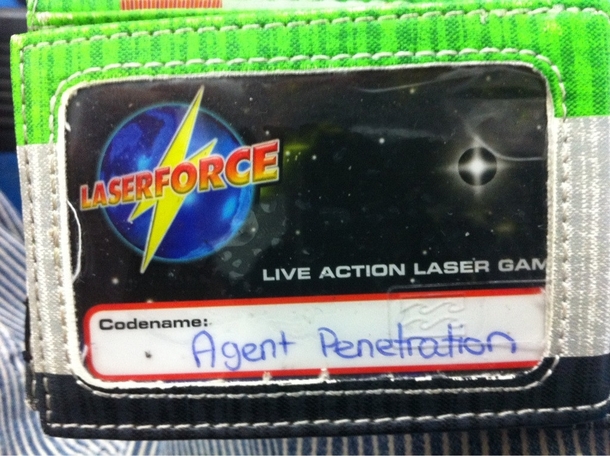 LASERFORCE
LIVE ACTION LASER GAM
Codename:
Agent Penetration